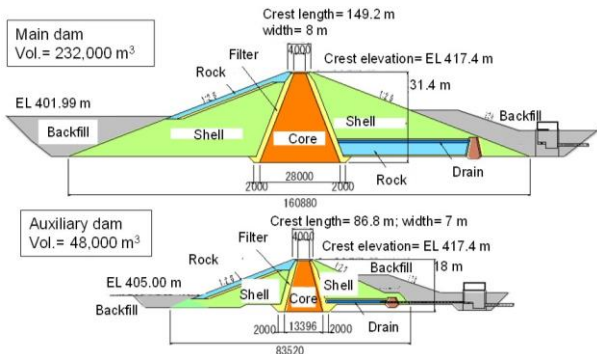 Main dam
Vol.= 232,000 m³
Crest length= 149.2 m
width= 8 m
4000
Filter
Crest elevation= EL 417.4 m
Rock
31.4 m
EL 401.99 m
Backfill
Backfill
Shell
Shell
Core
2000
28000
2000
Rock
Drain
160880
Auxiliary dam
Vol.= 48,000 m³
Crest length= 86.8 m; width= 7 m
4000
Filter
Crest elevation= EL 417.4 m
Rock
Backfill
18 m
EL 405.00 m
Shell
Backfill
Shell
Core
2000
13396
2000
Drain
83520